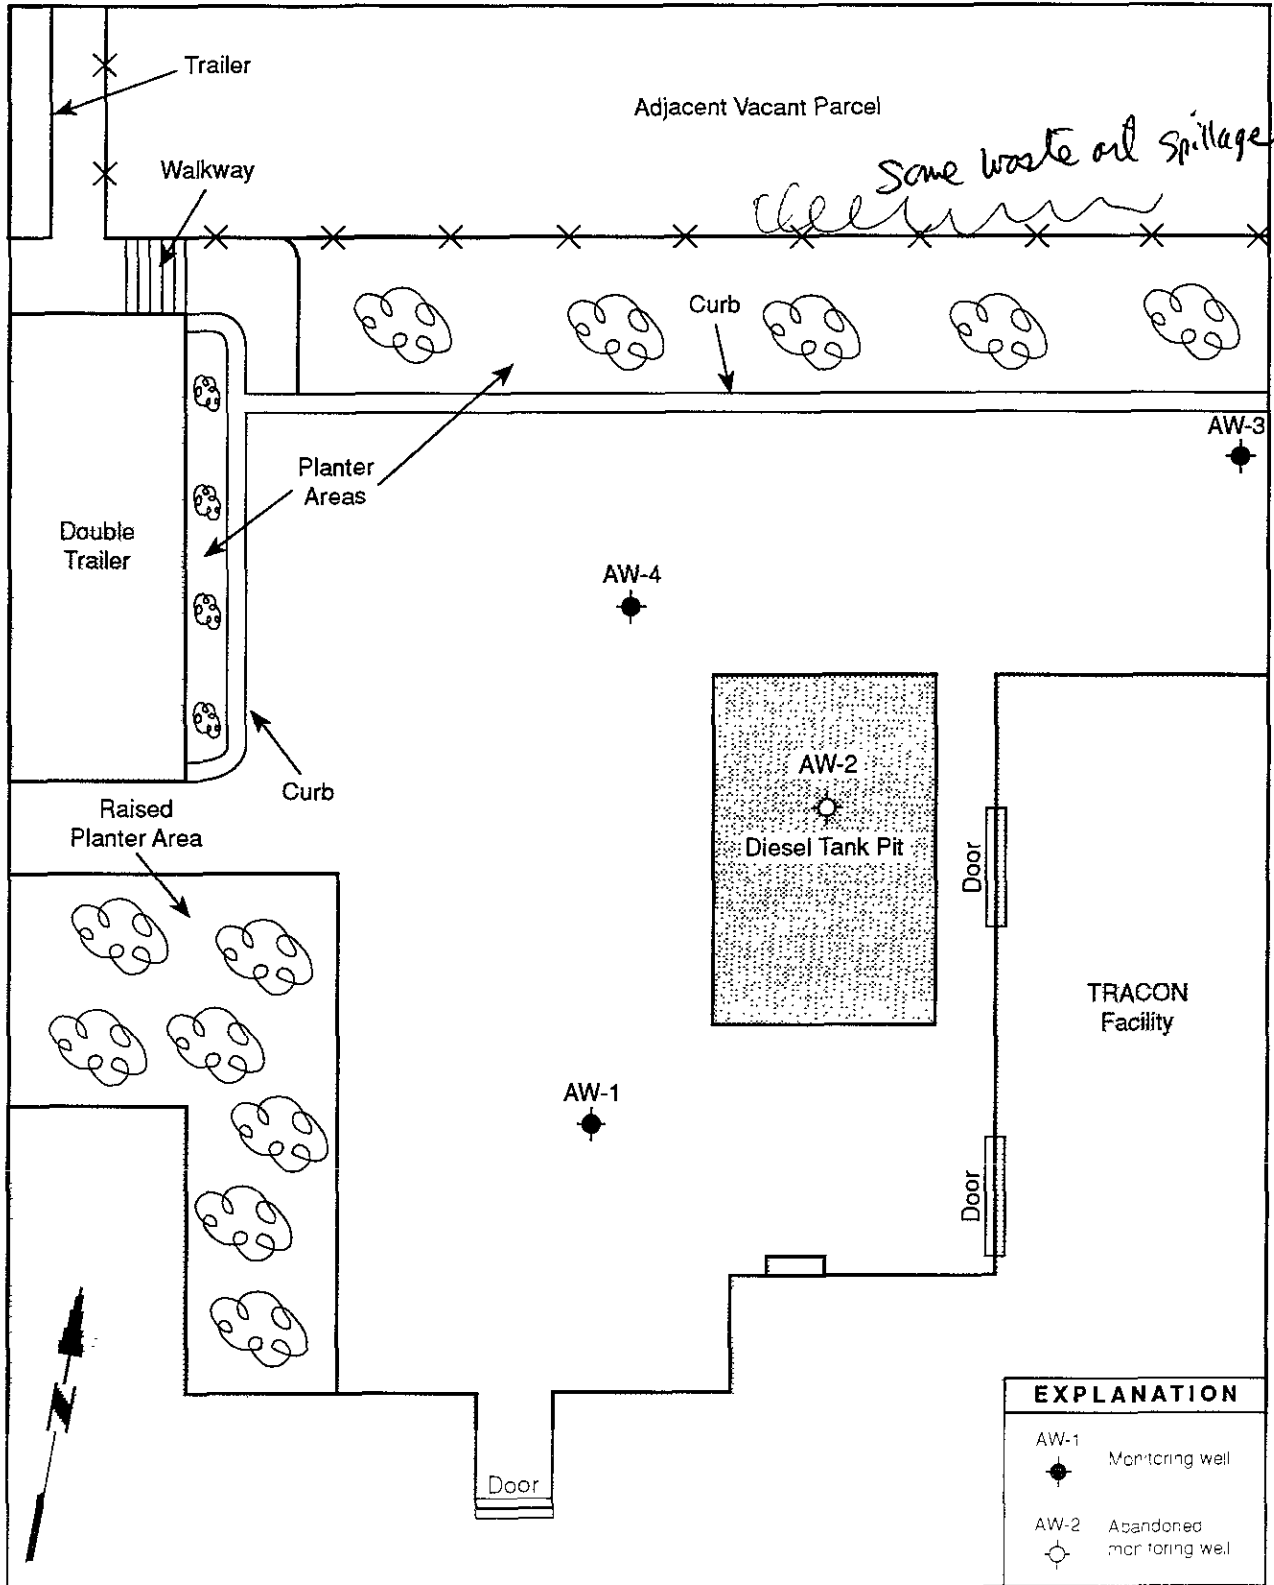 Trailer
Adjacent Vacant Parcel
Some waste oil spillage
Walkway
Curb
AW-3
Planter
Areas
Double
Trailer
AW-4
AW-2
Diesel Tank Pit
Curb
Raised
Planter Area
Door
TRACON
Facility
AW-1
Door
N
Door
EXPLANATION
AW-1
Monitoring well
AW-2
Abandoned
monitoring well